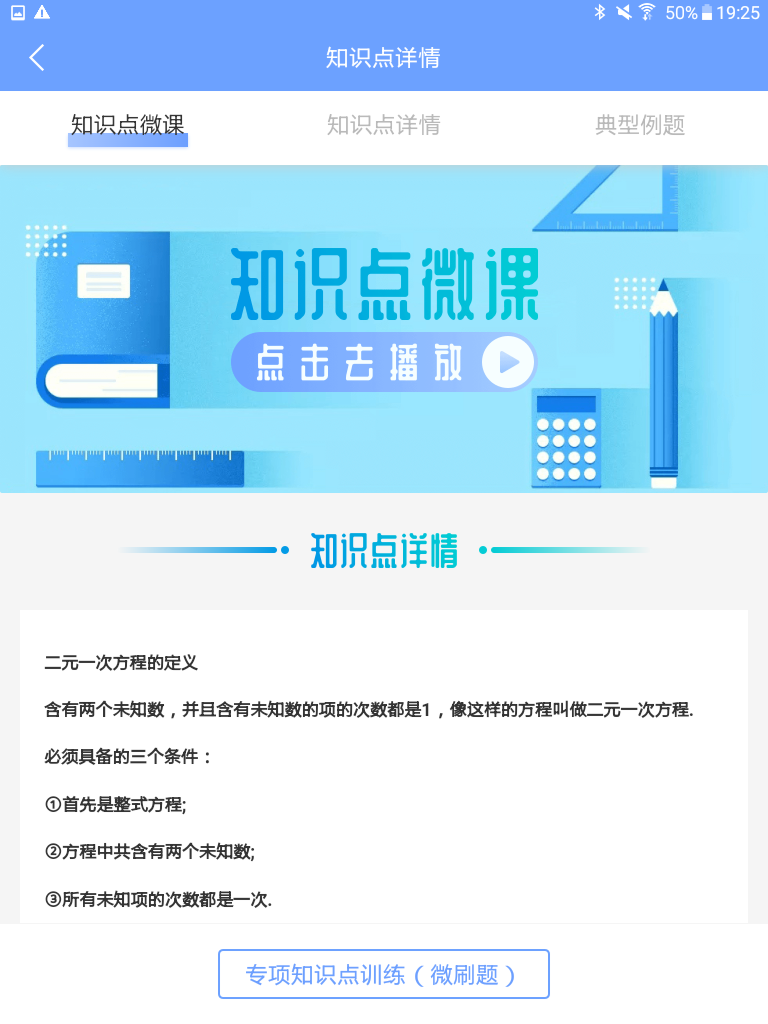 50% 19:25
知识点详情
知识点微课 知识点详情 典型例题
知识点微课
点击去播放
知识点详情
二元一次方程的定义
含有两个未知数，并且含有未知数的项的次数都是1，像这样的方程叫做二元一次方程.
必须具备的三个条件：
①首先是整式方程;
②方程中共含有两个未知数;
③所有未知项的次数都是一次.
专项知识点训练（微刷题）